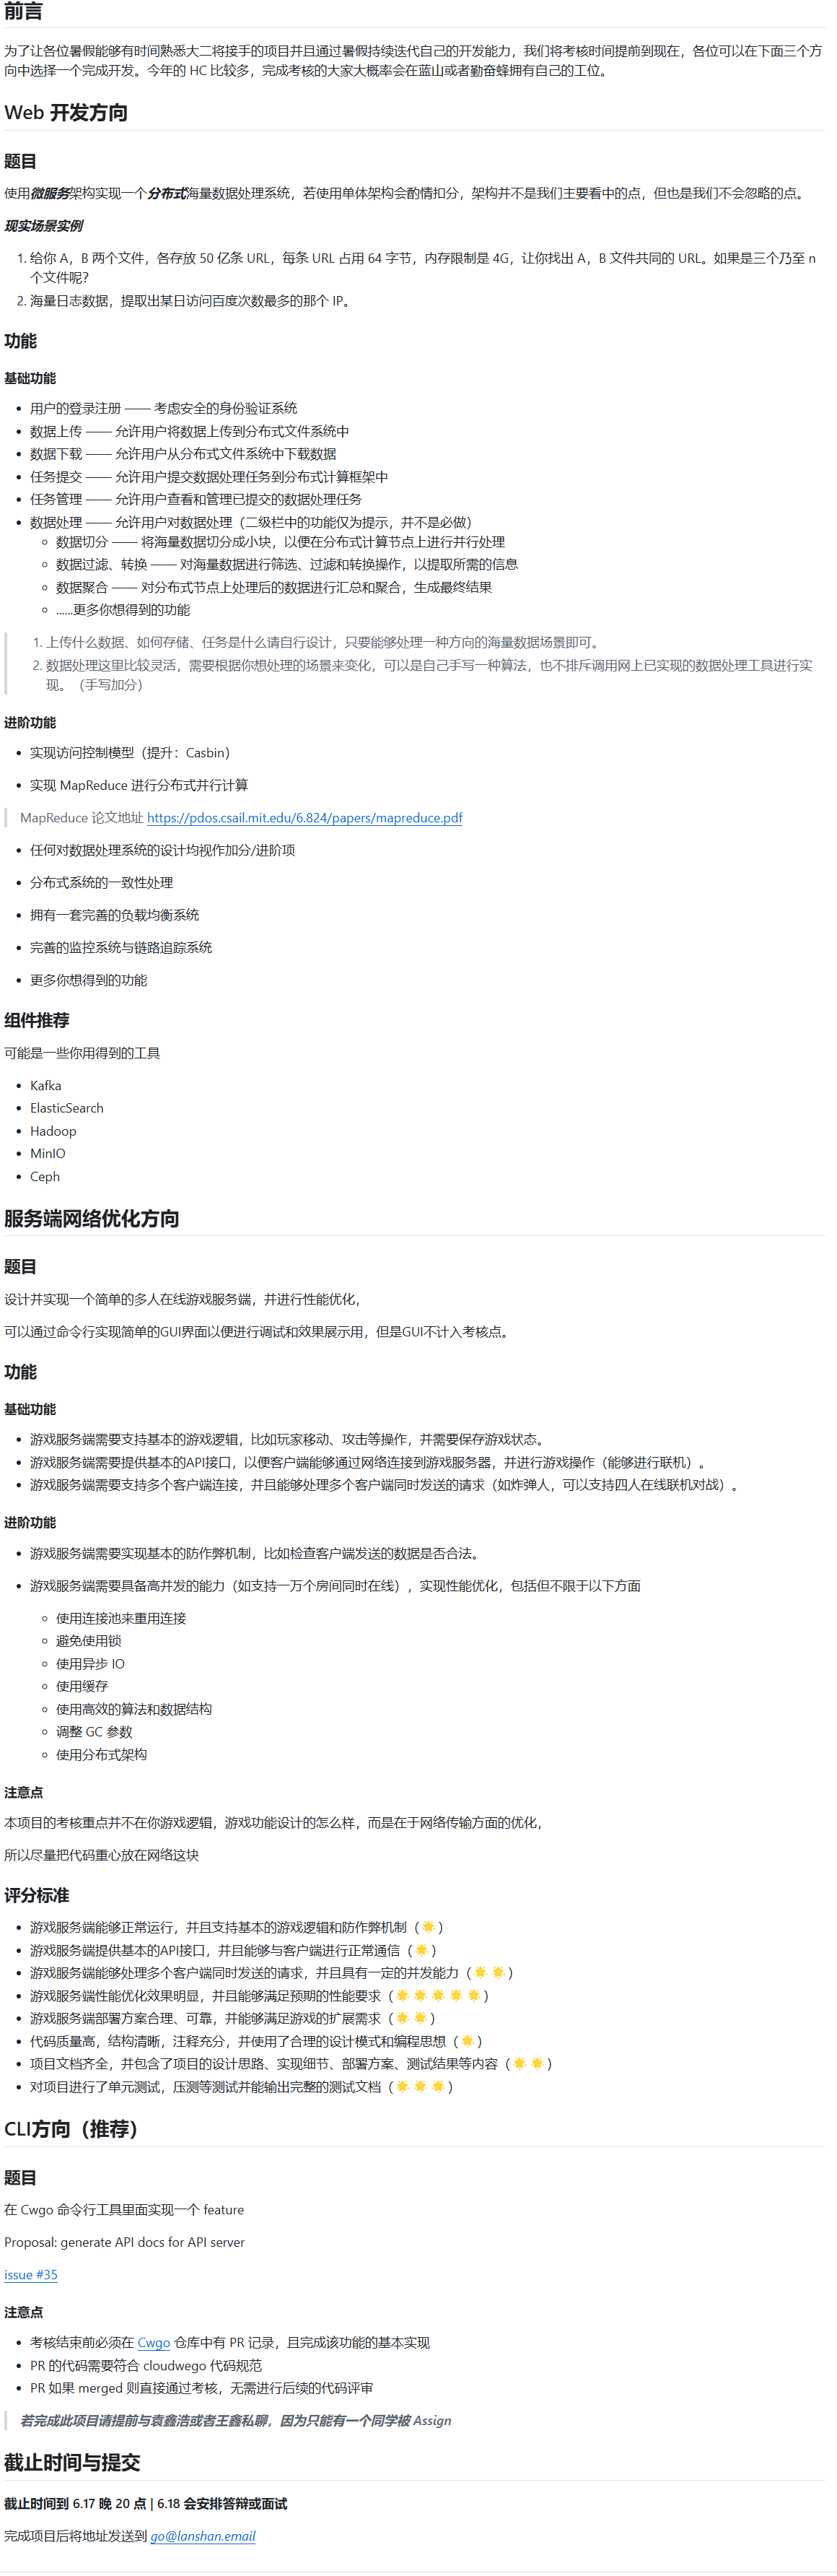 前言
为了让各位暑假能够有时间熟悉大二将接手的项目并且通过暑假持续迭代自己的开发能力，我们将考核时间提前到现在，各位可以在下面三个方
向中选择一个完成开发。今年的 HC 比较多，完成考核的大家大概率会在蓝山或者勤奋蜂拥有自己的工位。
Web 开发方向
题目
使用微服务架构实现一个分布式海量数据处理系统，若使用单体架构会酌情扣分，架构并不是我们主要看中的点，但也是我们不会忽略的点。
现实场景实例
1. 给你 A，B 两个文件，各存放 50 亿条 URL，每条 URL 占用 64 字节，内存限制是 4G，让你找出 A，B 文件共同的 URL。如果是三个乃至 n
个文件呢？
2. 海量日志数据，提取出某日访问百度次数最多的那个 IP。
功能
基础功能
• 用户的登录注册 —— 考虑安全的身份验证系统
• 数据上传 —— 允许用户将数据上传到分布式文件系统中
• 数据下载 —— 允许用户从分布式文件系统中下载数据
• 任务提交 —— 允许用户提交数据处理任务到分布式计算框架中
• 任务管理 —— 允许用户查看和管理已提交的数据处理任务
• 数据处理 —— 允许用户对数据处理（二级栏中的功能仅为提示，并不是必做）
◦ 数据切分 —— 将海量数据切分成小块，以便在分布式计算节点上进行并行处理
◦ 数据过滤、转换 —— 对海量数据进行筛选、过滤和转换操作，以提取所需的信息
◦ 数据聚合 —— 对分布式节点上处理后的数据进行汇总和聚合，生成最终结果
◦ ......更多你想得到的功能
1. 上传什么数据、如何存储、任务是什么请自行设计，只要能够处理一种方向的海量数据场景即可。
2. 数据处理这里比较灵活，需要根据你想处理的场景来变化，可以是自己手写一种算法，也不排斥调用网上已实现的数据处理工具进行实
现。（手写加分）
进阶功能
• 实现访问控制模型（提升：Casbin）
• 实现 MapReduce 进行分布式并行计算
MapReduce 论文地址 https://pdos.csail.mit.edu/6.824/papers/mapreduce.pdf
• 任何对数据处理系统的设计均视作加分/进阶项
• 分布式系统的一致性处理
• 拥有一套完善的负载均衡系统
• 完善的监控系统与链路追踪系统
• 更多你想得到的功能
组件推荐
可能是一些你用得到的工具
• Kafka
• ElasticSearch
• Hadoop
• MinIO
• Ceph
服务端网络优化方向
题目
设计并实现一个简单的多人在线游戏服务端，并进行性能优化，
可以通过命令行实现简单的GUI界面以便进行调试和效果展示用，但是GUI不计入考核点。
功能
基础功能
• 游戏服务端需要支持基本的游戏逻辑，比如玩家移动、攻击等操作，并需要保存游戏状态。
• 游戏服务端需要提供基本的API接口，以便客户端能够通过网络连接到游戏服务器，并进行游戏操作（能够进行联机）。
• 游戏服务端需要支持多个客户端连接，并且能够处理多个客户端同时发送的请求（如炸弹人，可以支持四人在线联机对战）。
进阶功能
• 游戏服务端需要实现基本的防作弊机制，比如检查客户端发送的数据是否合法。
• 游戏服务端需要具备高并发的能力（如支持一万个房间同时在线），实现性能优化，包括但不限于以下方面
◦ 使用连接池来重用连接
◦ 避免使用锁
◦ 使用异步 IO
◦ 使用缓存
◦ 使用高效的算法和数据结构
◦ 调整 GC 参数
◦ 使用分布式架构
注意点
本项目的考核重点并不在你游戏逻辑，游戏功能设计的怎么样，而是在于网络传输方面的优化，
所以尽量把代码重心放在网络这块
评分标准
• 游戏服务端能够正常运行，并且支持基本的游戏逻辑和防作弊机制（🌟）
• 游戏服务端提供基本的API接口，并且能够与客户端进行正常通信（🌟）
• 游戏服务端能够处理多个客户端同时发送的请求，并且具有一定的并发能力（🌟🌟）
• 游戏服务端性能优化效果明显，并且能够满足预期的性能要求（🌟🌟🌟🌟🌟）
• 游戏服务端部署方案合理、可靠，并能够满足游戏的扩展需求（🌟🌟）
• 代码质量高，结构清晰，注释充分，并使用了合理的设计模式和编程思想（🌟）
• 项目文档齐全，并包含了项目的设计思路、实现细节、部署方案、测试结果等内容（🌟🌟）
• 对项目进行了单元测试，压测等测试并能输出完整的测试文档（🌟🌟🌟）
CLI方向（推荐）
题目
在 Cwgo 命令行工具里面实现一个 feature
Proposal: generate API docs for API server
issue #35
注意点
• 考核结束前必须在 Cwgo 仓库中有 PR 记录，且完成该功能的基本实现
• PR 的代码需要符合 cloudwego 代码规范
• PR 如果 merged 则直接通过考核，无需进行后续的代码评审
若完成此项目请提前与袁鑫浩或者王鑫私聊，因为只能有一个同学被 Assign
截止时间与提交
截止时间到 6.17 晚 20 点 | 6.18 会安排答辩或面试
完成项目后将地址发送到 go@lanshan.email